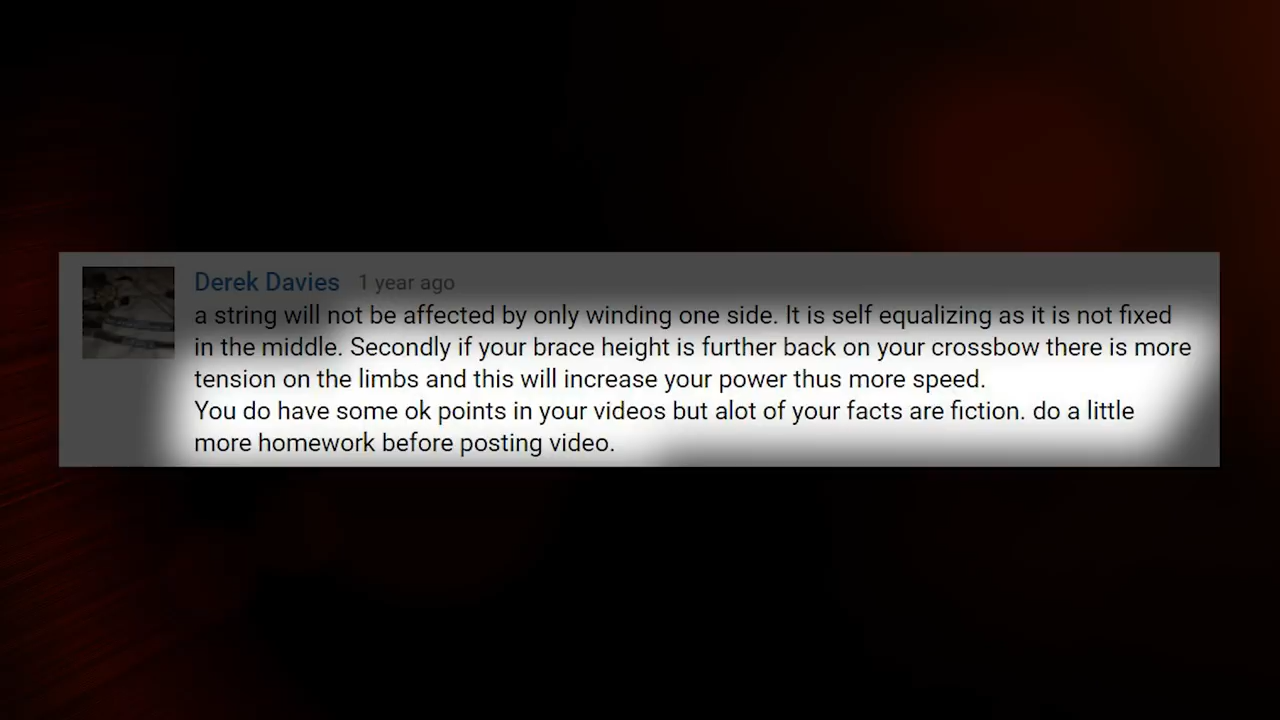 Derek Davies 1 year ago
a string will not be affected by only winding one side. It is self equalizing as it is not fixed
in the middle. Secondly if your brace height is further back on your crossbow there is more
tension on the limbs and this will increase your power thus more speed.
You do have some ok points in your videos but alot of your facts are fiction. do a little
more homework before posting video.